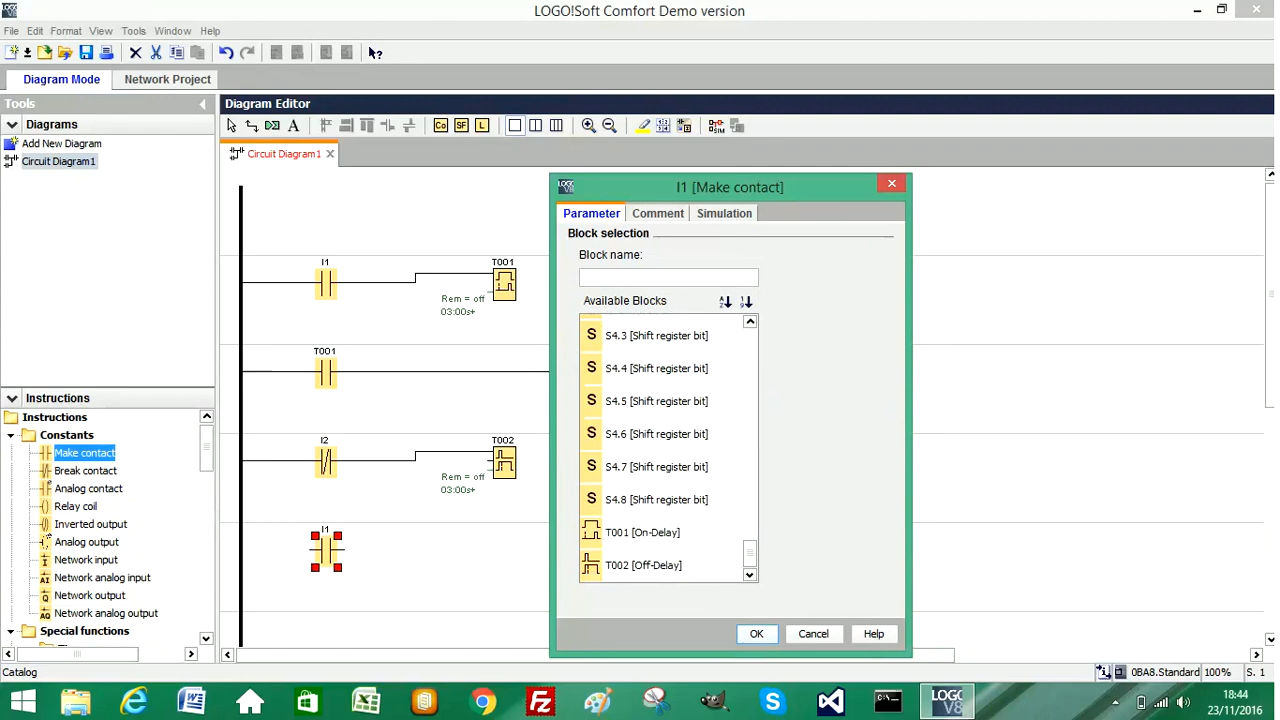 LOGO!Soft Comfort Demo version
File Edit Format View Tools Window Help
Diagram Mode Network Project
Tools
Diagrams
Add New Diagram
Circuit Diagram1
Diagram Editor
Co SF L
Circuit Diagram1
I1
T001
Rem = off
03:00s+
T001
I2
T002
Rem = off
03:00s+
I1
Instructions
Instructions
Constants
Make contact
Break contact
Analog contact
Relay coil
Inverted output
Analog output
Network input
Network analog input
Network output
Network analog output
Special functions
I1 [Make contact]
Parameter Comment Simulation
Block selection
Block name:
Available Blocks
S S4.3 [Shift register bit]
S S4.4 [Shift register bit]
S S4.5 [Shift register bit]
S S4.6 [Shift register bit]
S S4.7 [Shift register bit]
S S4.8 [Shift register bit]
T001 [On-Delay]
T002 [Off-Delay]
OK Cancel Help
Catalog
0BA8.Standard 100% S. 1
18:44
23/11/2016